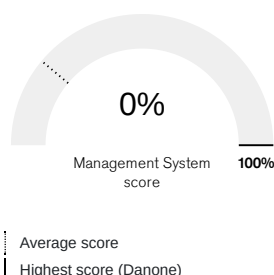 0%
Management System
score
100%
Average score
Highest score (Danone)